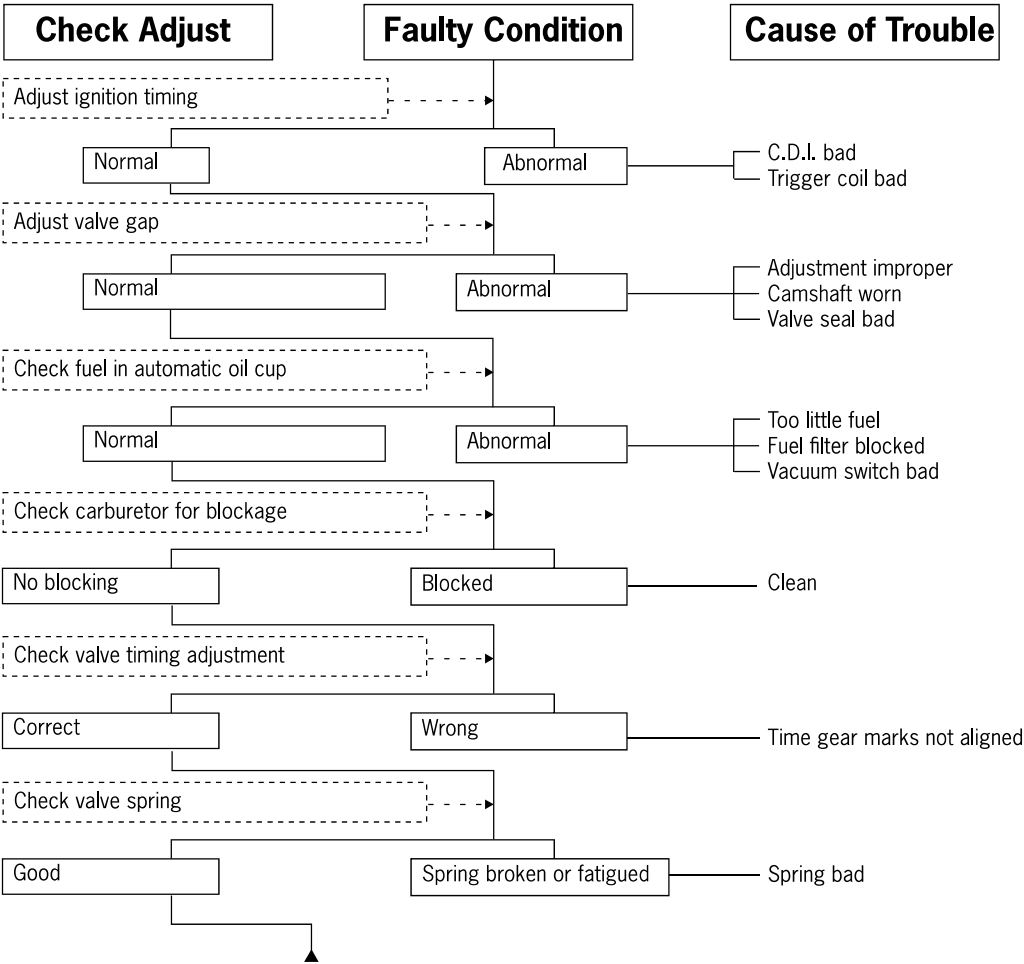 Check Adjust
Faulty Condition
Cause of Trouble
Adjust ignition timing
Normal
Abnormal
C.D.I. bad
Trigger coil bad
Adjust valve gap
Normal
Abnormal
Adjustment improper
Camshaft worn
Valve seal bad
Check fuel in automatic oil cup
Normal
Abnormal
Too little fuel
Fuel filter blocked
Vacuum switch bad
Check carburetor for blockage
No blocking
Blocked
Clean
Check valve timing adjustment
Correct
Wrong
Time gear marks not aligned
Check valve spring
Good
Spring broken or fatigued
Spring bad